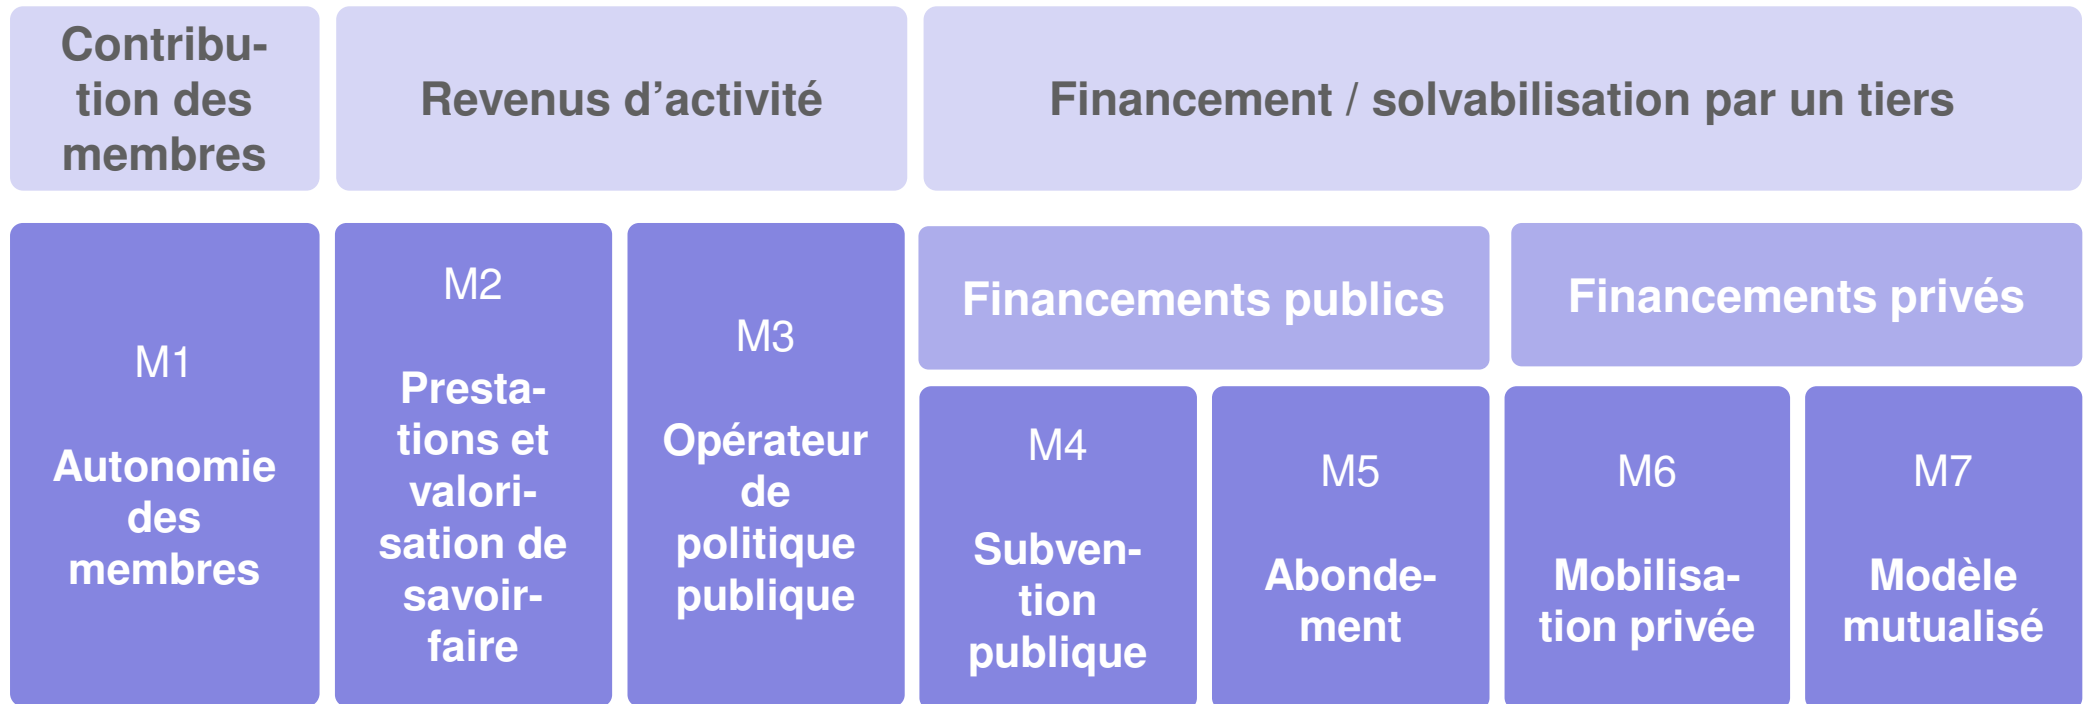 Contribu-
tion des
membres
Revenus d’activité
Financement / solvabilisation par un tiers
M1
Autonomie
des
membres
M2
Presta-
tions et
valori-
sation de
savoir-
faire
M3
Opérateur
de
politique
publique
Financements publics
M4
Subven-
tion
publique
M5
Abonde-
ment
Financements privés
M6
Mobilisa-
tion privée
M7
Modèle
mutualisé